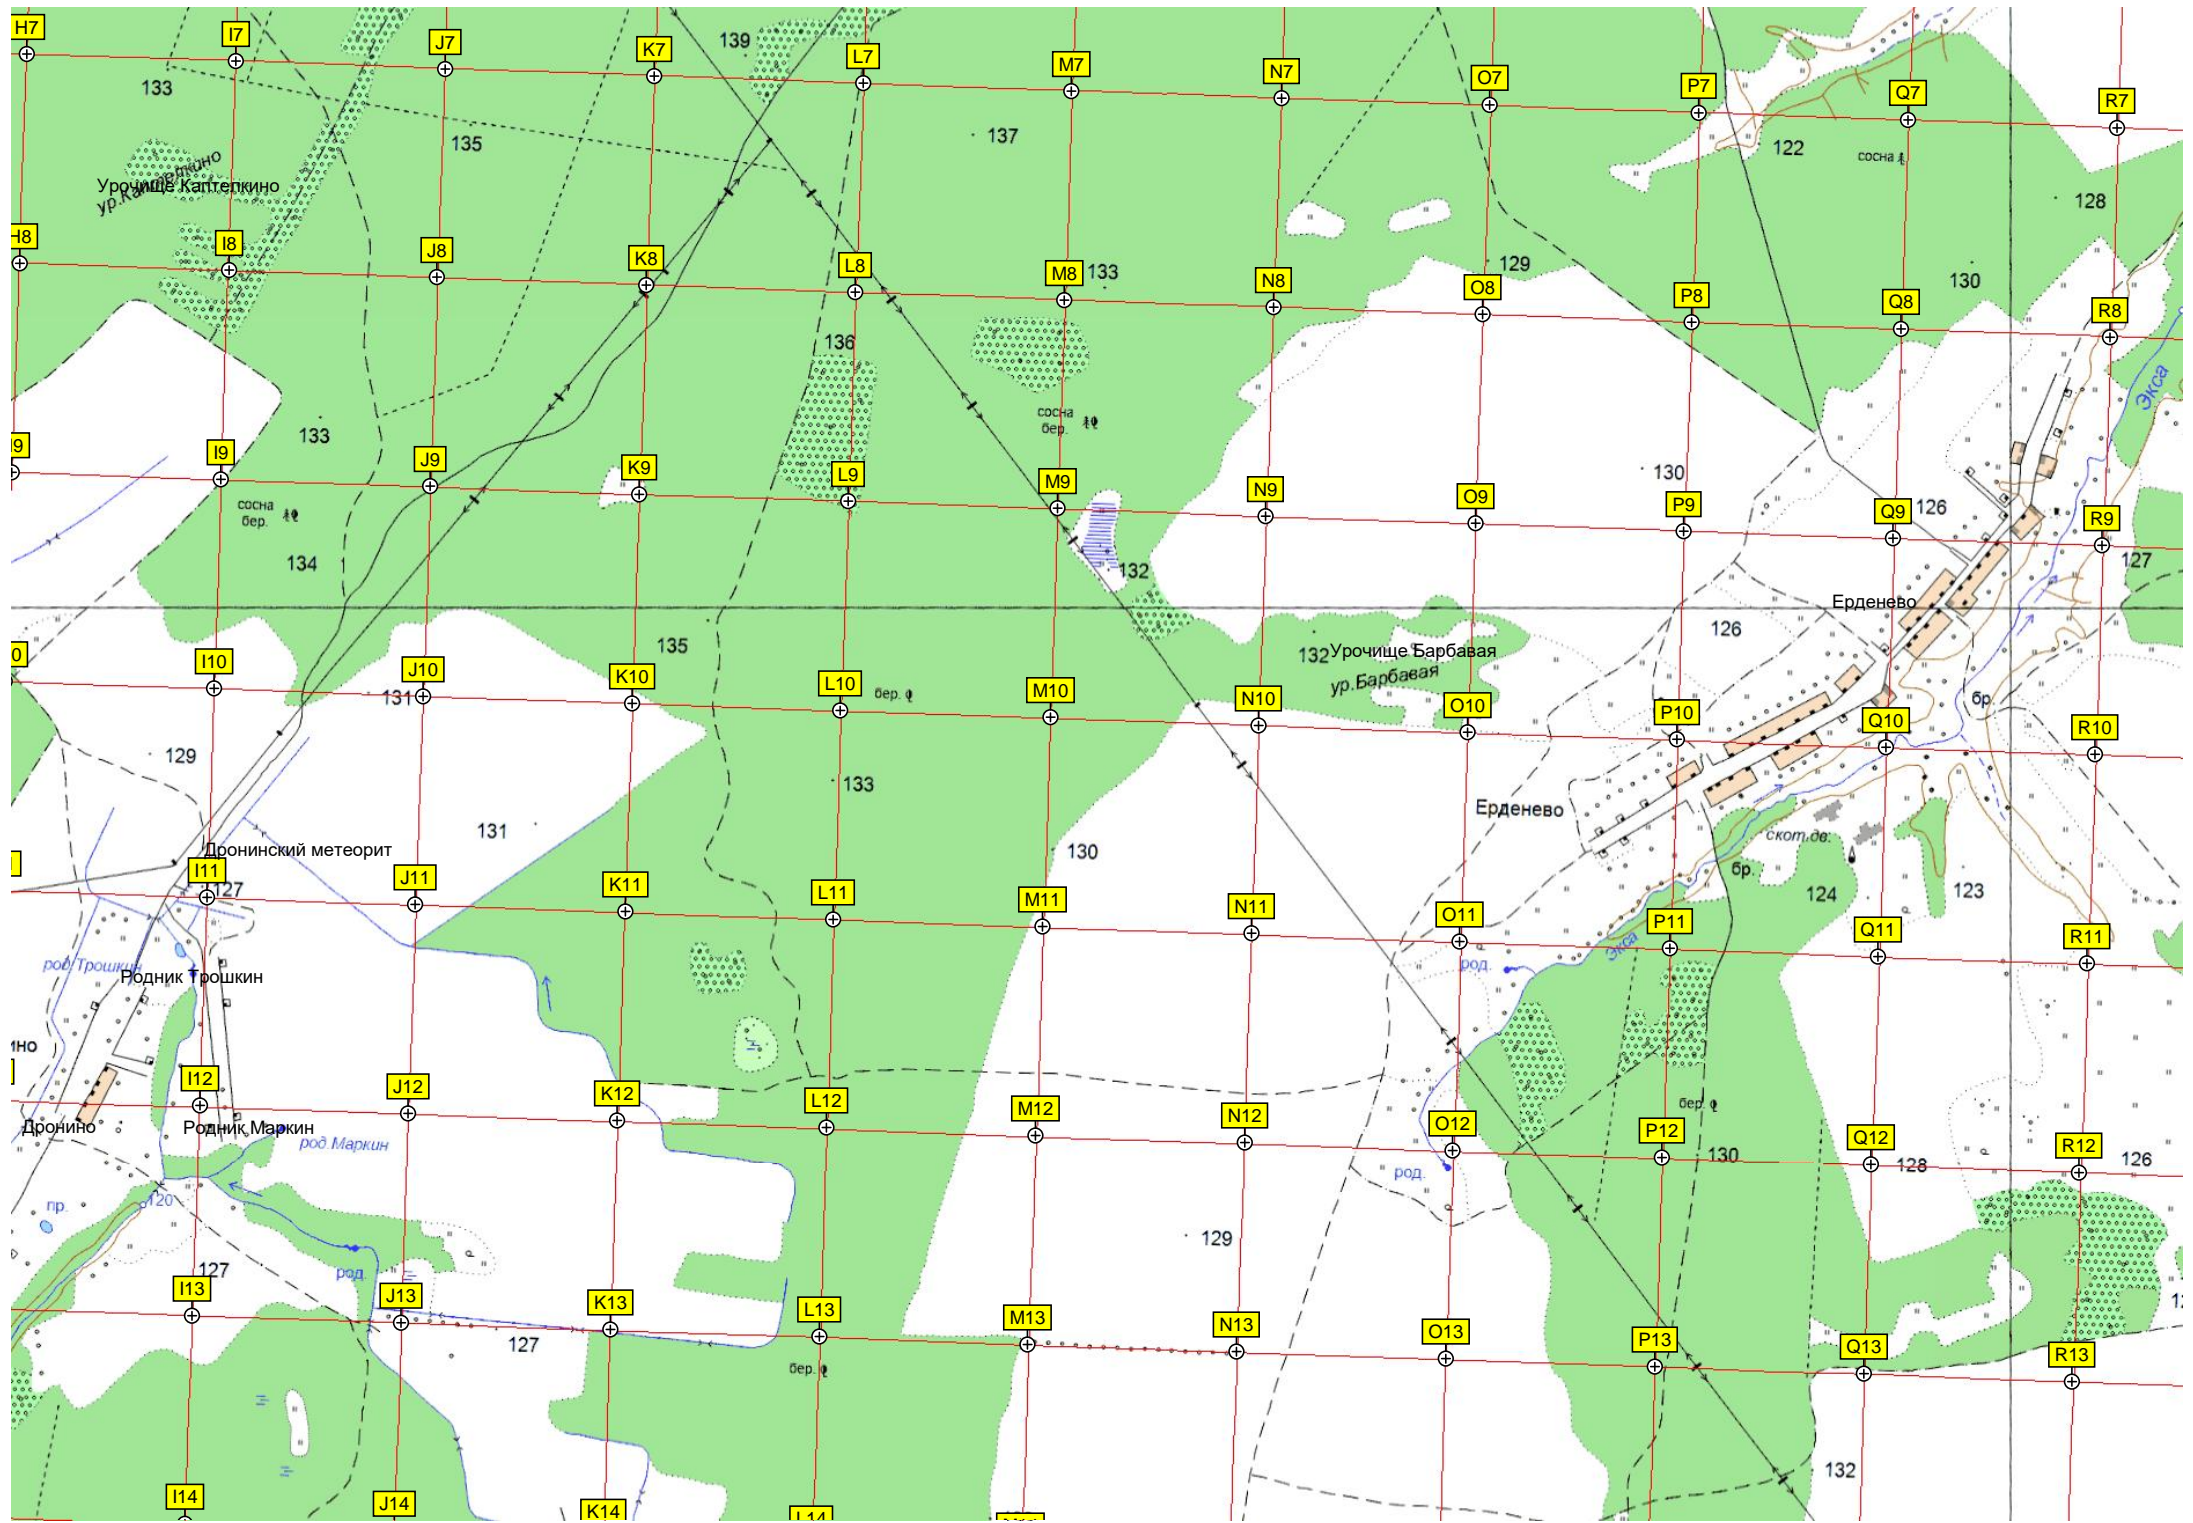 H7
I7
J7
K7
139
L7
M7
N7
O7
P7
Q7
R7
133
135
137
122
сосна
128
Урочище Каптепкино
ур.Каптепкино
H8
I8
J8
K8
L8
M8
133
N8
129
O8
P8
130
Q8
R8
136
Экса
133
сосна
бер.
I9
J9
K9
L9
M9
N9
O9
130
P9
Q9
126
R9
сосна
бер.
134
132
127
Ерденево
135
126
132
Урочище Барбавая
ур.Барбавая
I10
J10
131
K10
L10
бер.
M10
N10
O10
P10
Q10
бр.
R10
129
133
131
Ерденево
скот.дв.
130
Дронинский метеорит
I11
127
J11
K11
L11
M11
N11
O11
P11
бр.
124
123
Q11
R11
род.Трошкин
Родник Трошкин
род.
Экса
ино
I12
J12
K12
L12
M12
N12
O12
бер.
P12
130
Q12
128
R12
126
Дронино
Родник Маркин
род.Маркин
род.
пр.
120
129
127
род.
I13
J13
K13
L13
M13
N13
O13
P13
Q13
R13
127
бер.
132
I14
J14
K14
L14